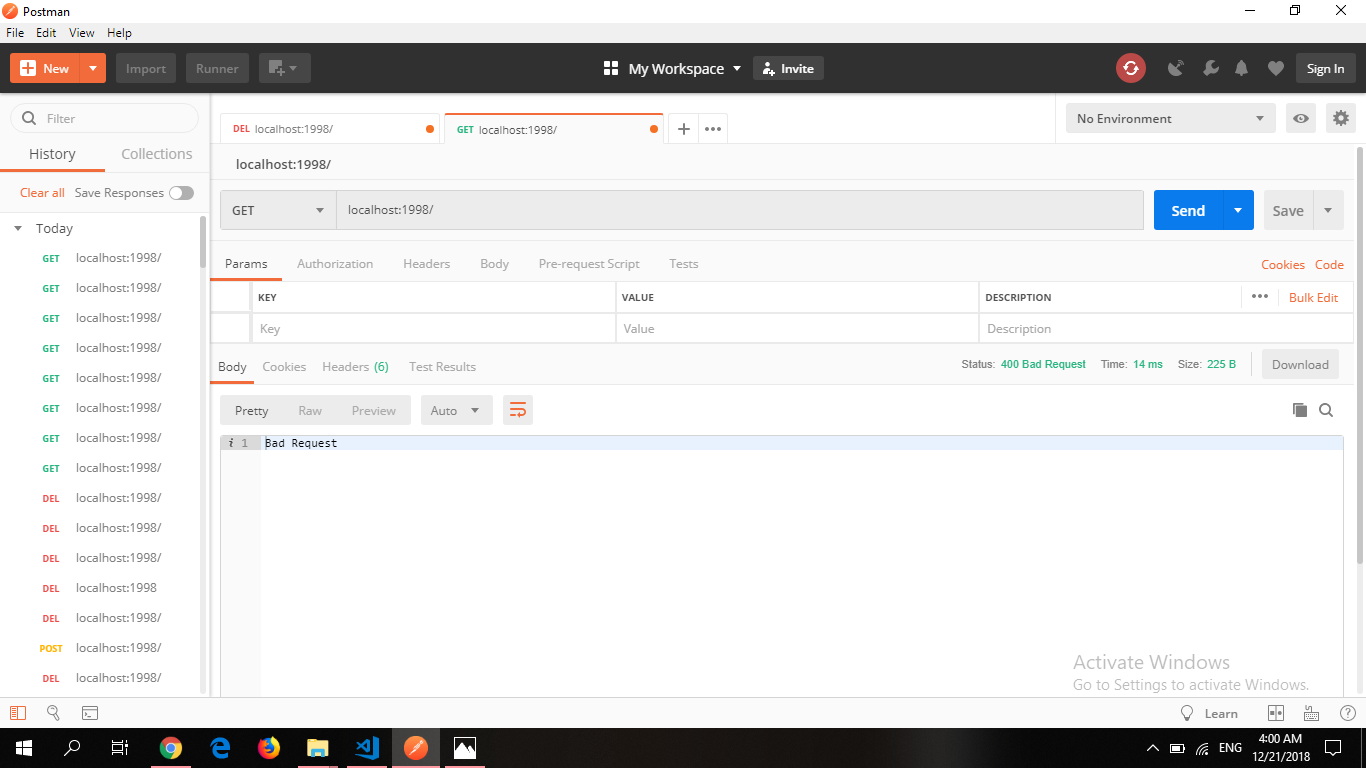 Postman
File Edit View Help
New Import Runner My Workspace Invite Sign In
Filter
History Collections
Clear all Save Responses
Today
GET localhost:1998/
GET localhost:1998/
GET localhost:1998/
GET localhost:1998/
GET localhost:1998/
GET localhost:1998/
GET localhost:1998/
GET localhost:1998/
DEL localhost:1998/
DEL localhost:1998/
DEL localhost:1998/
DEL localhost:1998
DEL localhost:1998/
POST localhost:1998/
DEL localhost:1998/
DEL localhost:1998/ GET localhost:1998/ + ••• No Environment
localhost:1998/
GET localhost:1998/ Send Save
Params Authorization Headers Body Pre-request Script Tests Cookies Code
KEY VALUE DESCRIPTION ••• Bulk Edit
Key Value Description
Body Cookies Headers (6) Test Results Status: 400 Bad Request Time: 14 ms Size: 225 B Download
Pretty Raw Preview Auto
i 1 Bad Request
Activate Windows
Go to Settings to activate Windows.
Learn
ENG 4:00 AM
12/21/2018